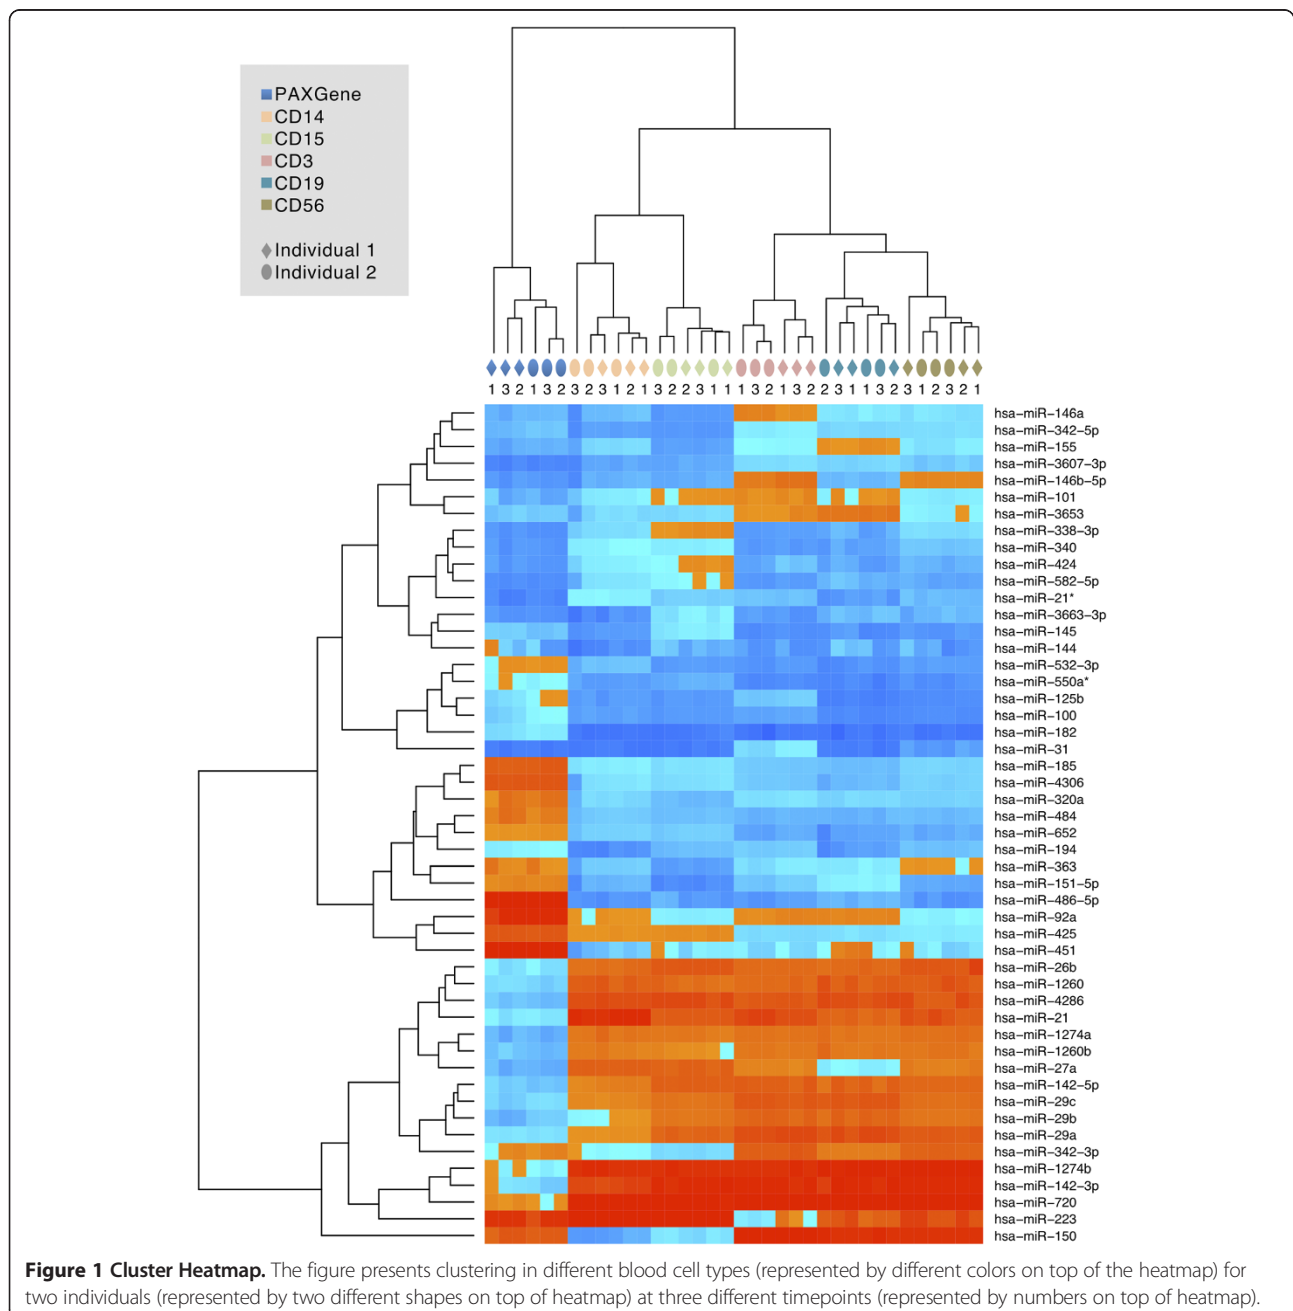 PAXGene
CD14
CD15
CD3
CD19
CD56
Individual 1
Individual 2
1 3 2 1 3 2 3 2 3 1 2 1 3 2 2 3 1 1 1 3 2 1 3 2 2 3 1 1 3 2 3 1 2 3 2 1
hsa-miR-146a
hsa-miR-342-5p
hsa-miR-155
hsa-miR-3607-3p
hsa-miR-146b-5p
hsa-miR-101
hsa-miR-3653
hsa-miR-338-3p
hsa-miR-340
hsa-miR-424
hsa-miR-582-5p
hsa-miR-21*
hsa-miR-3663-3p
hsa-miR-145
hsa-miR-144
hsa-miR-532-3p
hsa-miR-550a*
hsa-miR-125b
hsa-miR-100
hsa-miR-182
hsa-miR-31
hsa-miR-185
hsa-miR-4306
hsa-miR-320a
hsa-miR-484
hsa-miR-652
hsa-miR-194
hsa-miR-363
hsa-miR-151-5p
hsa-miR-486-5p
hsa-miR-92a
hsa-miR-425
hsa-miR-451
hsa-miR-26b
hsa-miR-1260
hsa-miR-4286
hsa-miR-21
hsa-miR-1274a
hsa-miR-1260b
hsa-miR-27a
hsa-miR-142-5p
hsa-miR-29c
hsa-miR-29b
hsa-miR-29a
hsa-miR-342-3p
hsa-miR-1274b
hsa-miR-142-3p
hsa-miR-720
hsa-miR-223
hsa-miR-150
Figure 1 Cluster Heatmap. The figure presents clustering in different blood cell types (represented by different colors on top of the heatmap) for
two individuals (represented by two different shapes on top of heatmap) at three different timepoints (represented by numbers on top of heatmap).